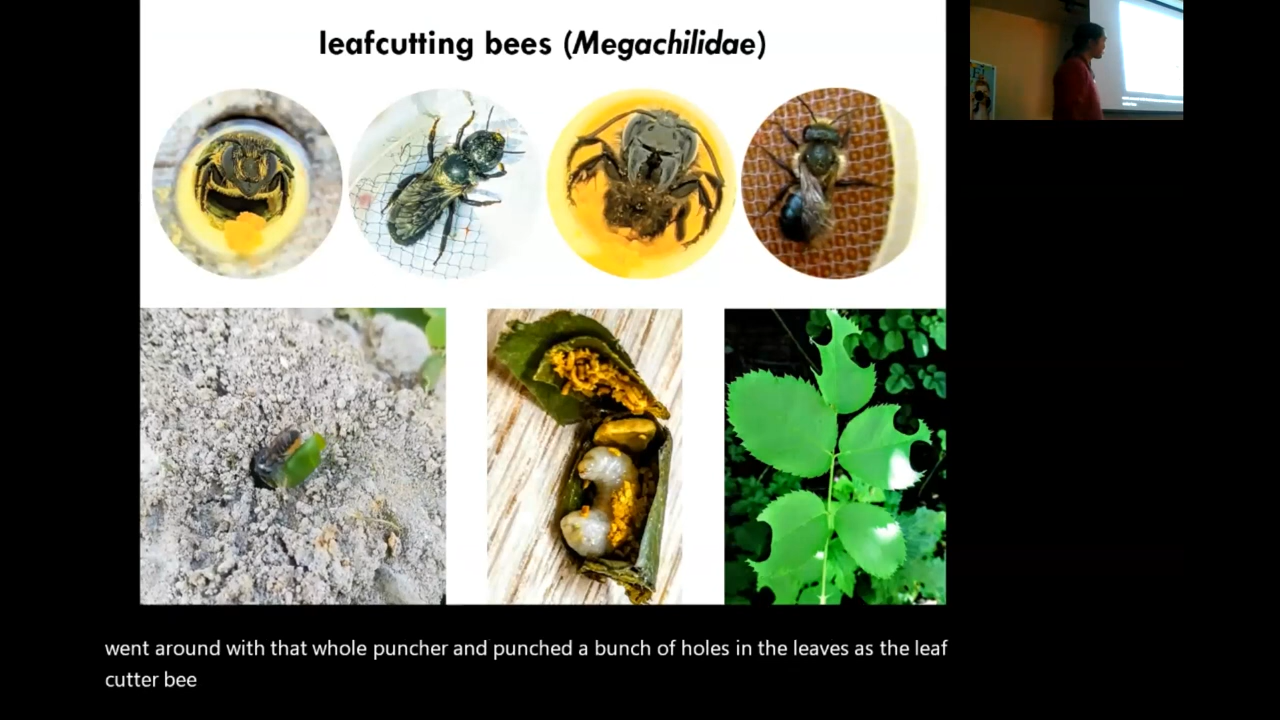 leafcutting bees (Megachilidae)
went around with that whole puncher and punched a bunch of holes in the leaves as the leaf
cutter bee